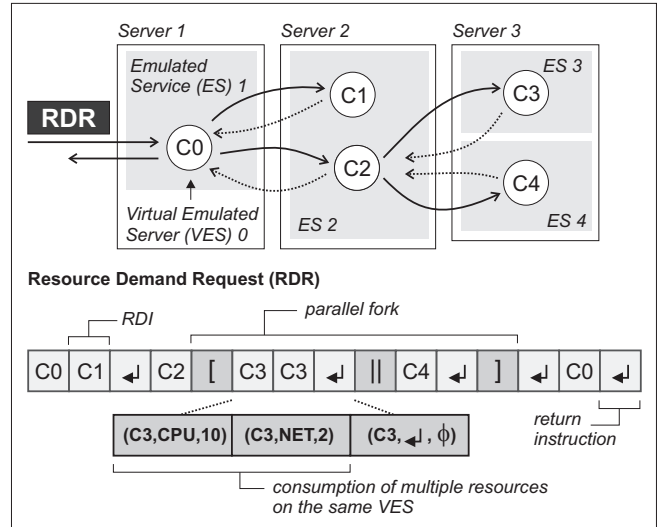 Server 1
Server 2
Server 3
Emulated
Service (ES) 1
ES 3
C1
C3
RDR
C0
C2
C4
Virtual Emulated
Server (VES) 0
ES 2
ES 4
Resource Demand Request (RDR)
RDI
parallel fork
C0 C1 ↲ C2 [ C3 C3 ↲ || C4 ↲ ] ↲ C0 ↲
(C3,CPU,10) (C3,NET,2) (C3,↲, ϕ)
return
instruction
consumption of multiple resources
on the same VES